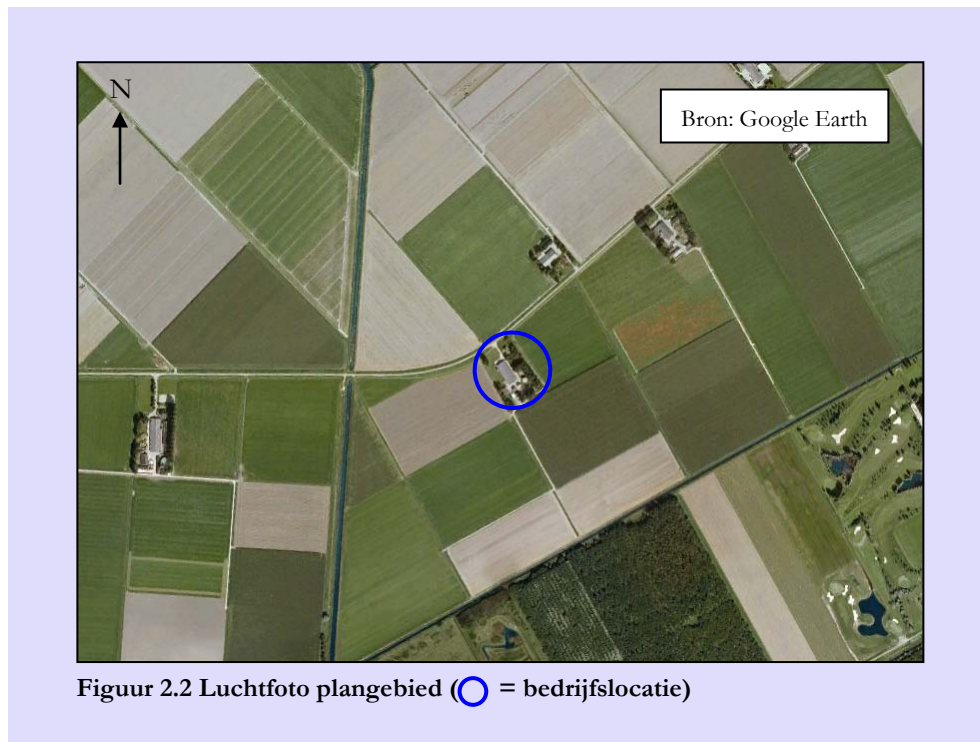 N
Bron: Google Earth
Figuur 2.2 Luchtfoto plangebied ( = bedrijfslocatie)